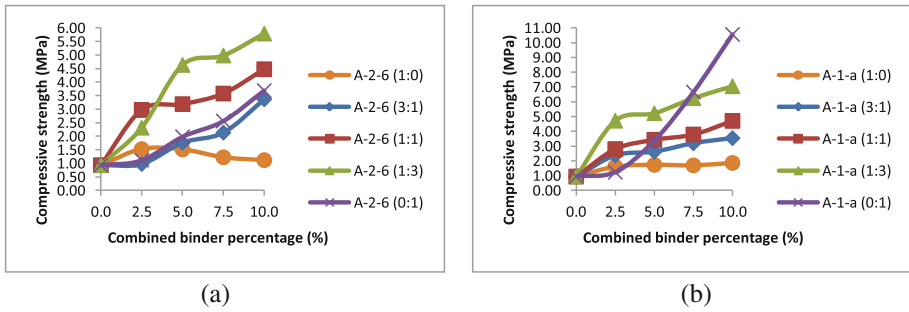 6.00
5.50
5.00
4.50
4.00
3.50
3.00
2.50
2.00
1.50
1.00
0.50
0.00
Compressive strength (MPa)
0.0 2.5 5.0 7.5 10.0
Combined binder percentage (%)
A-2-6 (1:0)
A-2-6 (3:1)
A-2-6 (1:1)
A-2-6 (1:3)
A-2-6 (0:1)
(a)
11.00
10.00
9.00
8.00
7.00
6.00
5.00
4.00
3.00
2.00
1.00
0.00
Compressive strength (MPa)
0.0 2.5 5.0 7.5 10.0
Combined binder percentage (%)
A-1-a (1:0)
A-1-a (3:1)
A-1-a (1:1)
A-1-a (1:3)
A-1-a (0:1)
(b)